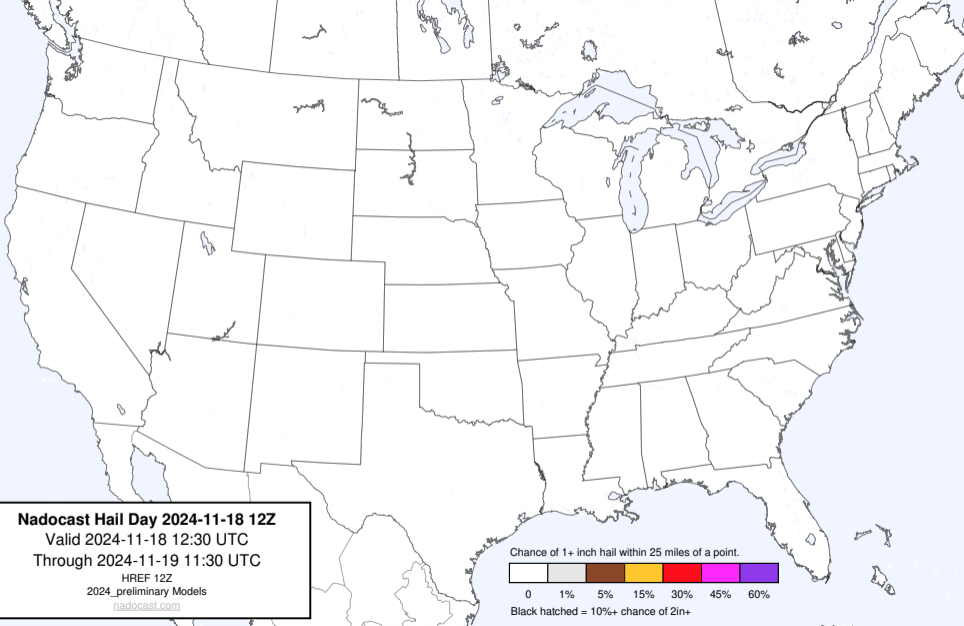 Nadocast Hail Day 2024-11-18 12Z
Valid 2024-11-18 12:30 UTC
Through 2024-11-19 11:30 UTC
HREF 12Z
2024_preliminary Models
nadocast.com
Chance of 1+ inch hail within 25 miles of a point.
0 1% 5% 15% 30% 45% 60%
Black hatched = 10%+ chance of 2in+